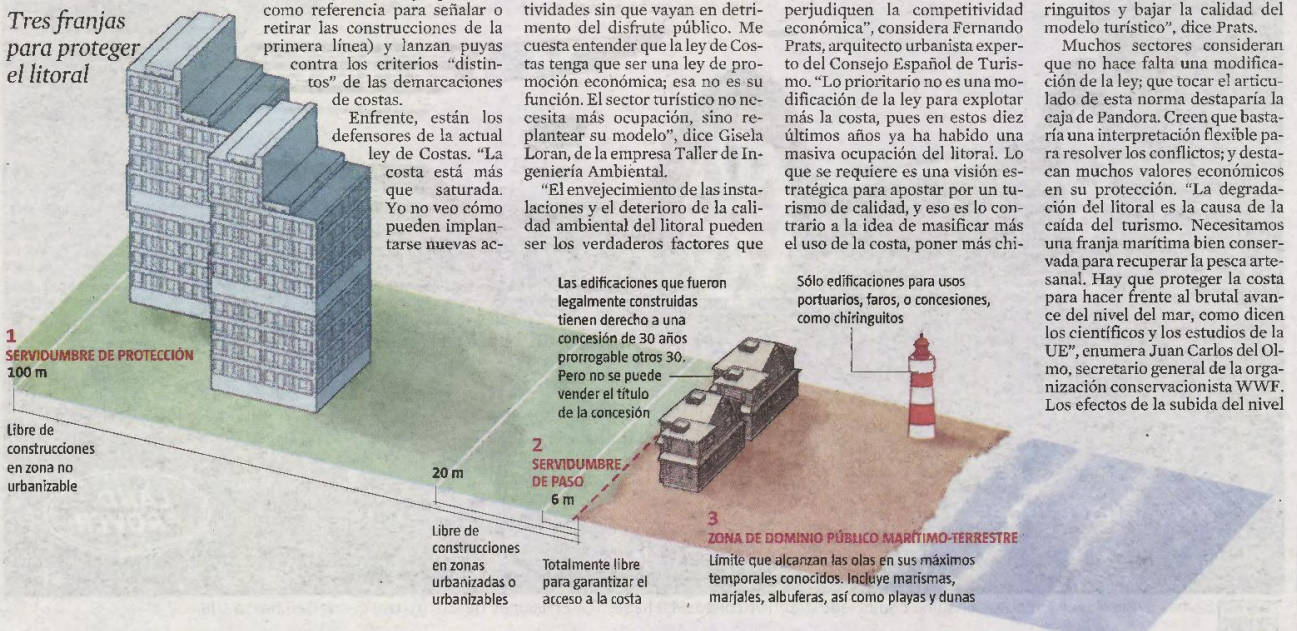 Tres franjas
para proteger
el litoral
como referencia para señalar o
retirar las construcciones de la
primera línea) y lanzan puyas
contra los criterios “distin-
tos” de las demarcaciones
de costas.
Enfrente, están los
defensores de la actual
ley de Costas. “La
costa está más
que saturada.
Yo no veo cómo
pueden implan-
tarse nuevas ac-
tividades sin que vayan en detri-
mento del disfrute público. Me
cuesta entender que la ley de Cos-
tas tenga que ser una ley de pro-
moción económica; esa no es su
función. El sector turístico no ne-
cesita más ocupación, sino re-
plantear su modelo”, dice Gisela
Loran, de la empresa Taller de In-
geniería Ambiental.
“El envejecimiento de las insta-
laciones y el deterioro de la cali-
dad ambiental del litoral pueden
ser los verdaderos factores que
perjudiquen la competitividad
económica”, considera Fernando
Prats, arquitecto urbanista exper-
to del Consejo Español de Turis-
mo. “Lo prioritario no es una mo-
dificación de la ley para explotar
más la costa, pues en estos diez
últimos años ya ha habido una
masiva ocupación del litoral. Lo
que se requiere es una visión es-
tratégica para apostar por un tu-
rismo de calidad, y eso es lo con-
trario a la idea de masificar más
el uso de la costa, poner más chi-
ringuitos y bajar la calidad del
modelo turístico”, dice Prats.
Muchos sectores consideran
que no hace falta una modifica-
ción de la ley; que tocar el articu-
lado de esta norma destaparía la
caja de Pandora. Creen que basta-
ría una interpretación flexible pa-
ra resolver los conflictos; y desta-
can muchos valores económicos
en su protección. “La degrada-
ción del litoral es la causa de la
caída del turismo. Necesitamos
una franja marítima bien conser-
vada para recuperar la pesca arte-
sanal. Hay que proteger la costa
para hacer frente al brutal avan-
ce del nivel del mar, como dicen
los científicos y los estudios de la
UE”, enumera Juan Carlos del Ol-
mo, secretario general de la orga-
nización conservacionista WWF.
Los efectos de la subida del nivel
1
SERVIDUMBRE DE PROTECCIÓN
100 m
Libre de
construcciones
en zona no
urbanizable
20 m
Libre de
construcciones
en zonas
urbanizadas o
urbanizables
2
SERVIDUMBRE
DE PASO
6 m
Totalmente libre
para garantizar el
acceso a la costa
Las edificaciones que fueron
legalmente construidas
tienen derecho a una
concesión de 30 años
prorrogable otros 30.
Pero no se puede
vender el título
de la concesión
Sólo edificaciones para usos
portuarios, faros, o concesiones,
como chiringuitos
3
ZONA DE DOMINIO PÚBLICO MARÍTIMO-TERRESTRE
Límite que alcanzan las olas en sus máximos
temporales conocidos. Incluye marismas,
marjales, albuferas, así como playas y dunas